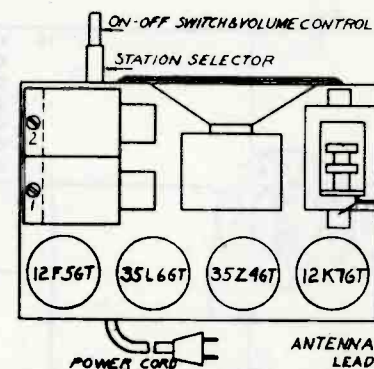 ON-OFF SWITCH & VOLUME CONTROL
STATION SELECTOR
2
1
12F5GT 35L6GT 35Z4GT 12K7GT
POWER CORD
ANTENNA
LEAD